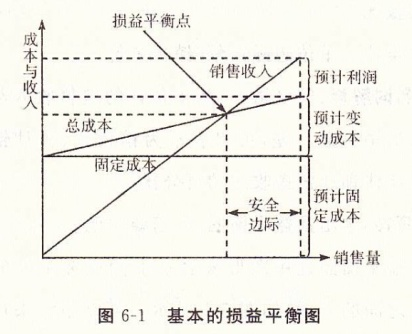 损益平衡点
成本与收入
销售收入
预计利润
总成本
预计变
动成本
固定成本
预计固
定成本
安全
边际
销售量
图 6-1 基本的损益平衡图